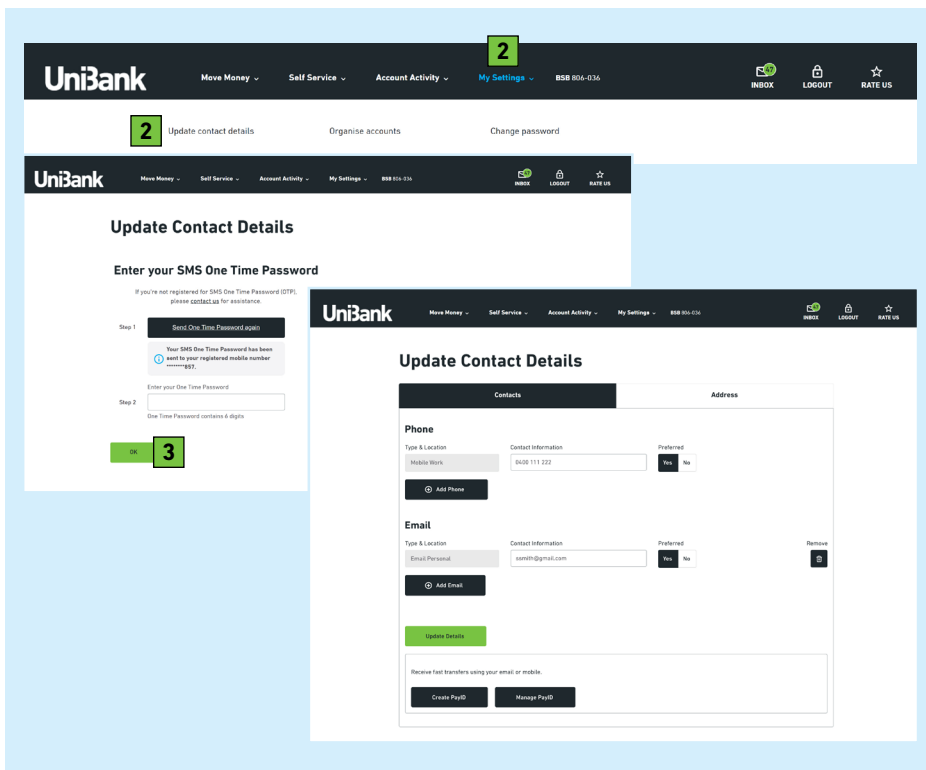 2
UniBank
Move Money
Self Service
Account Activity
My Settings
BSB 806-036
INBOX
LOGOUT
RATE US
2
Update contact details
Organise accounts
Change password
UniBank
Move Money
Self Service
Account Activity
My Settings
BSB 806-036
INBOX
LOGOUT
RATE US
Update Contact Details
Enter your SMS One Time Password
If you're not registered for SMS One Time Password (OTP),
please contact us for assistance.
Step 1
Send One Time Password again
Your SMS One Time Password has been
sent to your registered mobile number
********857.
Enter your One Time Password
Step 2
One Time Password contains 6 digits
OK
3
UniBank
Move Money
Self Service
Account Activity
My Settings
BSB 806-036
INBOX
LOGOUT
RATE US
Update Contact Details
Contacts
Address
Phone
Type & Location
Contact Information
Preferred
Mobile Work
0400 111 222
Yes
No
Add Phone
Email
Type & Location
Contact Information
Preferred
Remove
Email Personal
ssmith@gmail.com
Yes
No
Add Email
Update Details
Receive fast transfers using your email or mobile.
Create PayID
Manage PayID